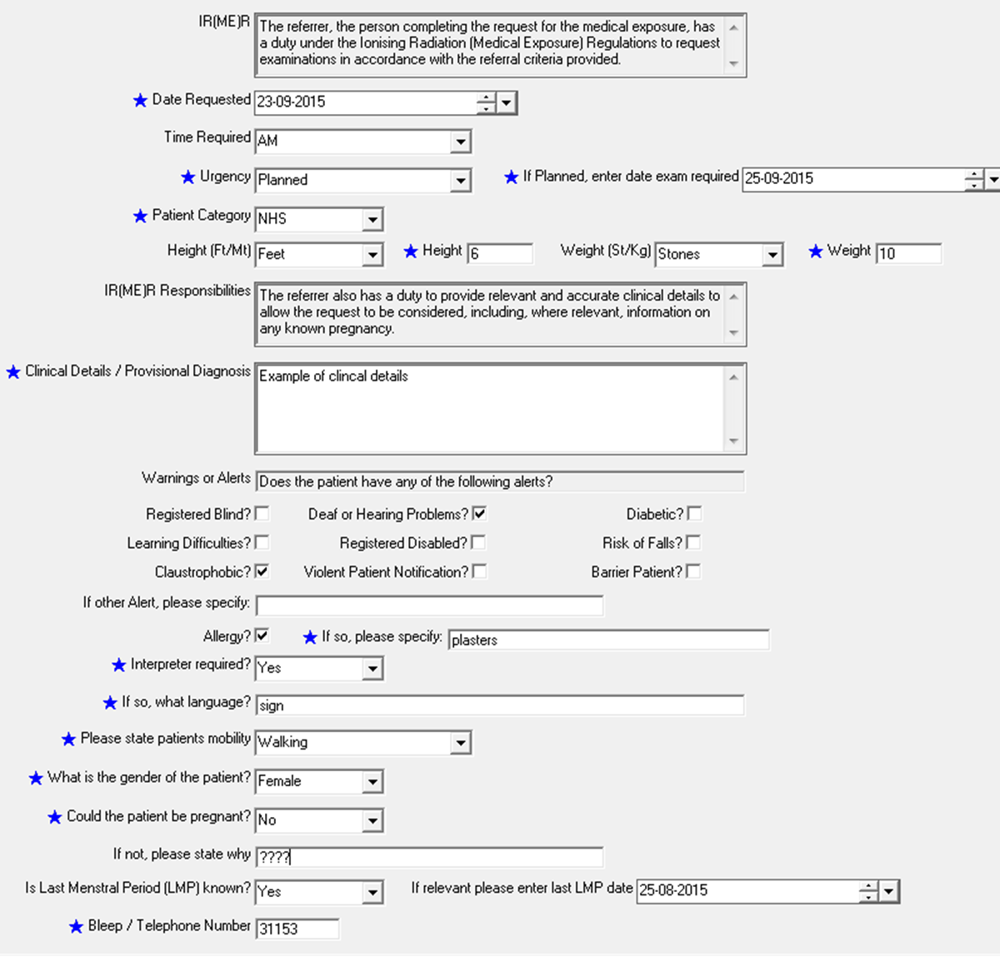 IR(ME)R
The referrer, the person completing the request for the medical exposure, has
a duty under the Ionising Radiation (Medical Exposure) Regulations to request
examinations in accordance with the referral criteria provided.
Date Requested 23-09-2015
Time Required AM
Urgency Planned If Planned, enter date exam required 25-09-2015
Patient Category NHS
Height (Ft/Mt) Feet Height 6 Weight (St/Kg) Stones Weight 10
IR(ME)R Responsibilities
The referrer also has a duty to provide relevant and accurate clinical details to
allow the request to be considered, including, where relevant, information on
any known pregnancy.
Clinical Details / Provisional Diagnosis Example of clincal details
Warnings or Alerts Does the patient have any of the following alerts?
Registered Blind? Deaf or Hearing Problems? Diabetic?
Learning Difficulties? Registered Disabled? Risk of Falls?
Claustrophobic? Violent Patient Notification? Barrier Patient?
If other Alert, please specify:
Allergy? If so, please specify: plasters
Interpreter required? Yes
If so, what language? sign
Please state patients mobility Walking
What is the gender of the patient? Female
Could the patient be pregnant? No
If not, please state why ????
Is Last Menstral Period (LMP) known? Yes If relevant please enter last LMP date 25-08-2015
Bleep / Telephone Number 31153